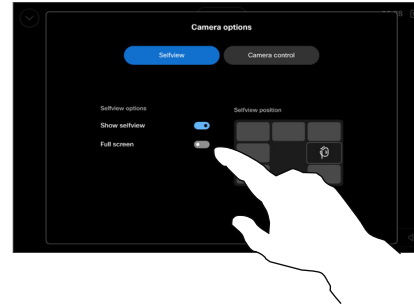 Camera options
Selfview
Camera control
Selfview options
Selfview position
Show selfview
Full screen